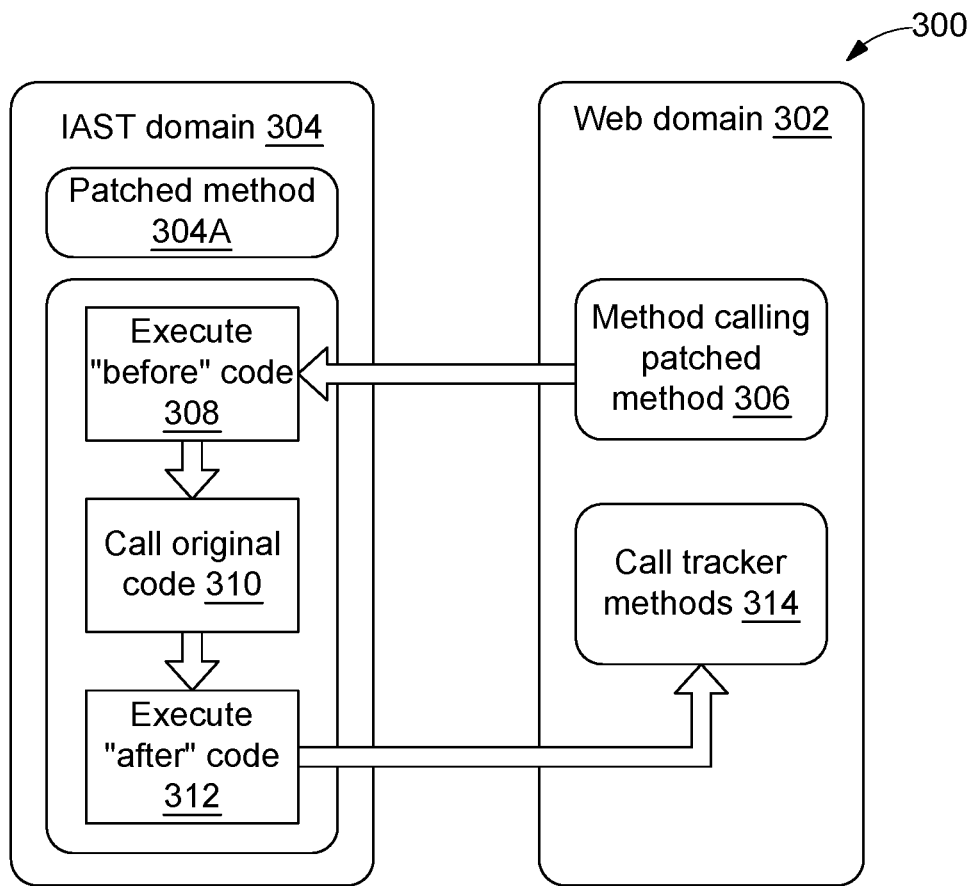 300
IAST domain 304
Patched method
304A
Execute
"before" code
308
Call original
code 310
Execute
"after" code
312
Web domain 302
Method calling
patched
method 306
Call tracker
methods 314